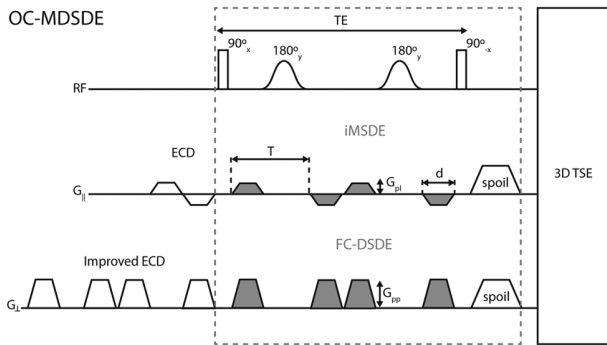 OC-MDSDE
TE
90°ₓ
180°ᵧ
180°ᵧ
90°₋ₓ
RF
iMSDE
ECD
T
Gₚₗ
d
spoil
G||
3D TSE
FC-DSDE
Improved ECD
Gₚₚ
spoil
G⊥